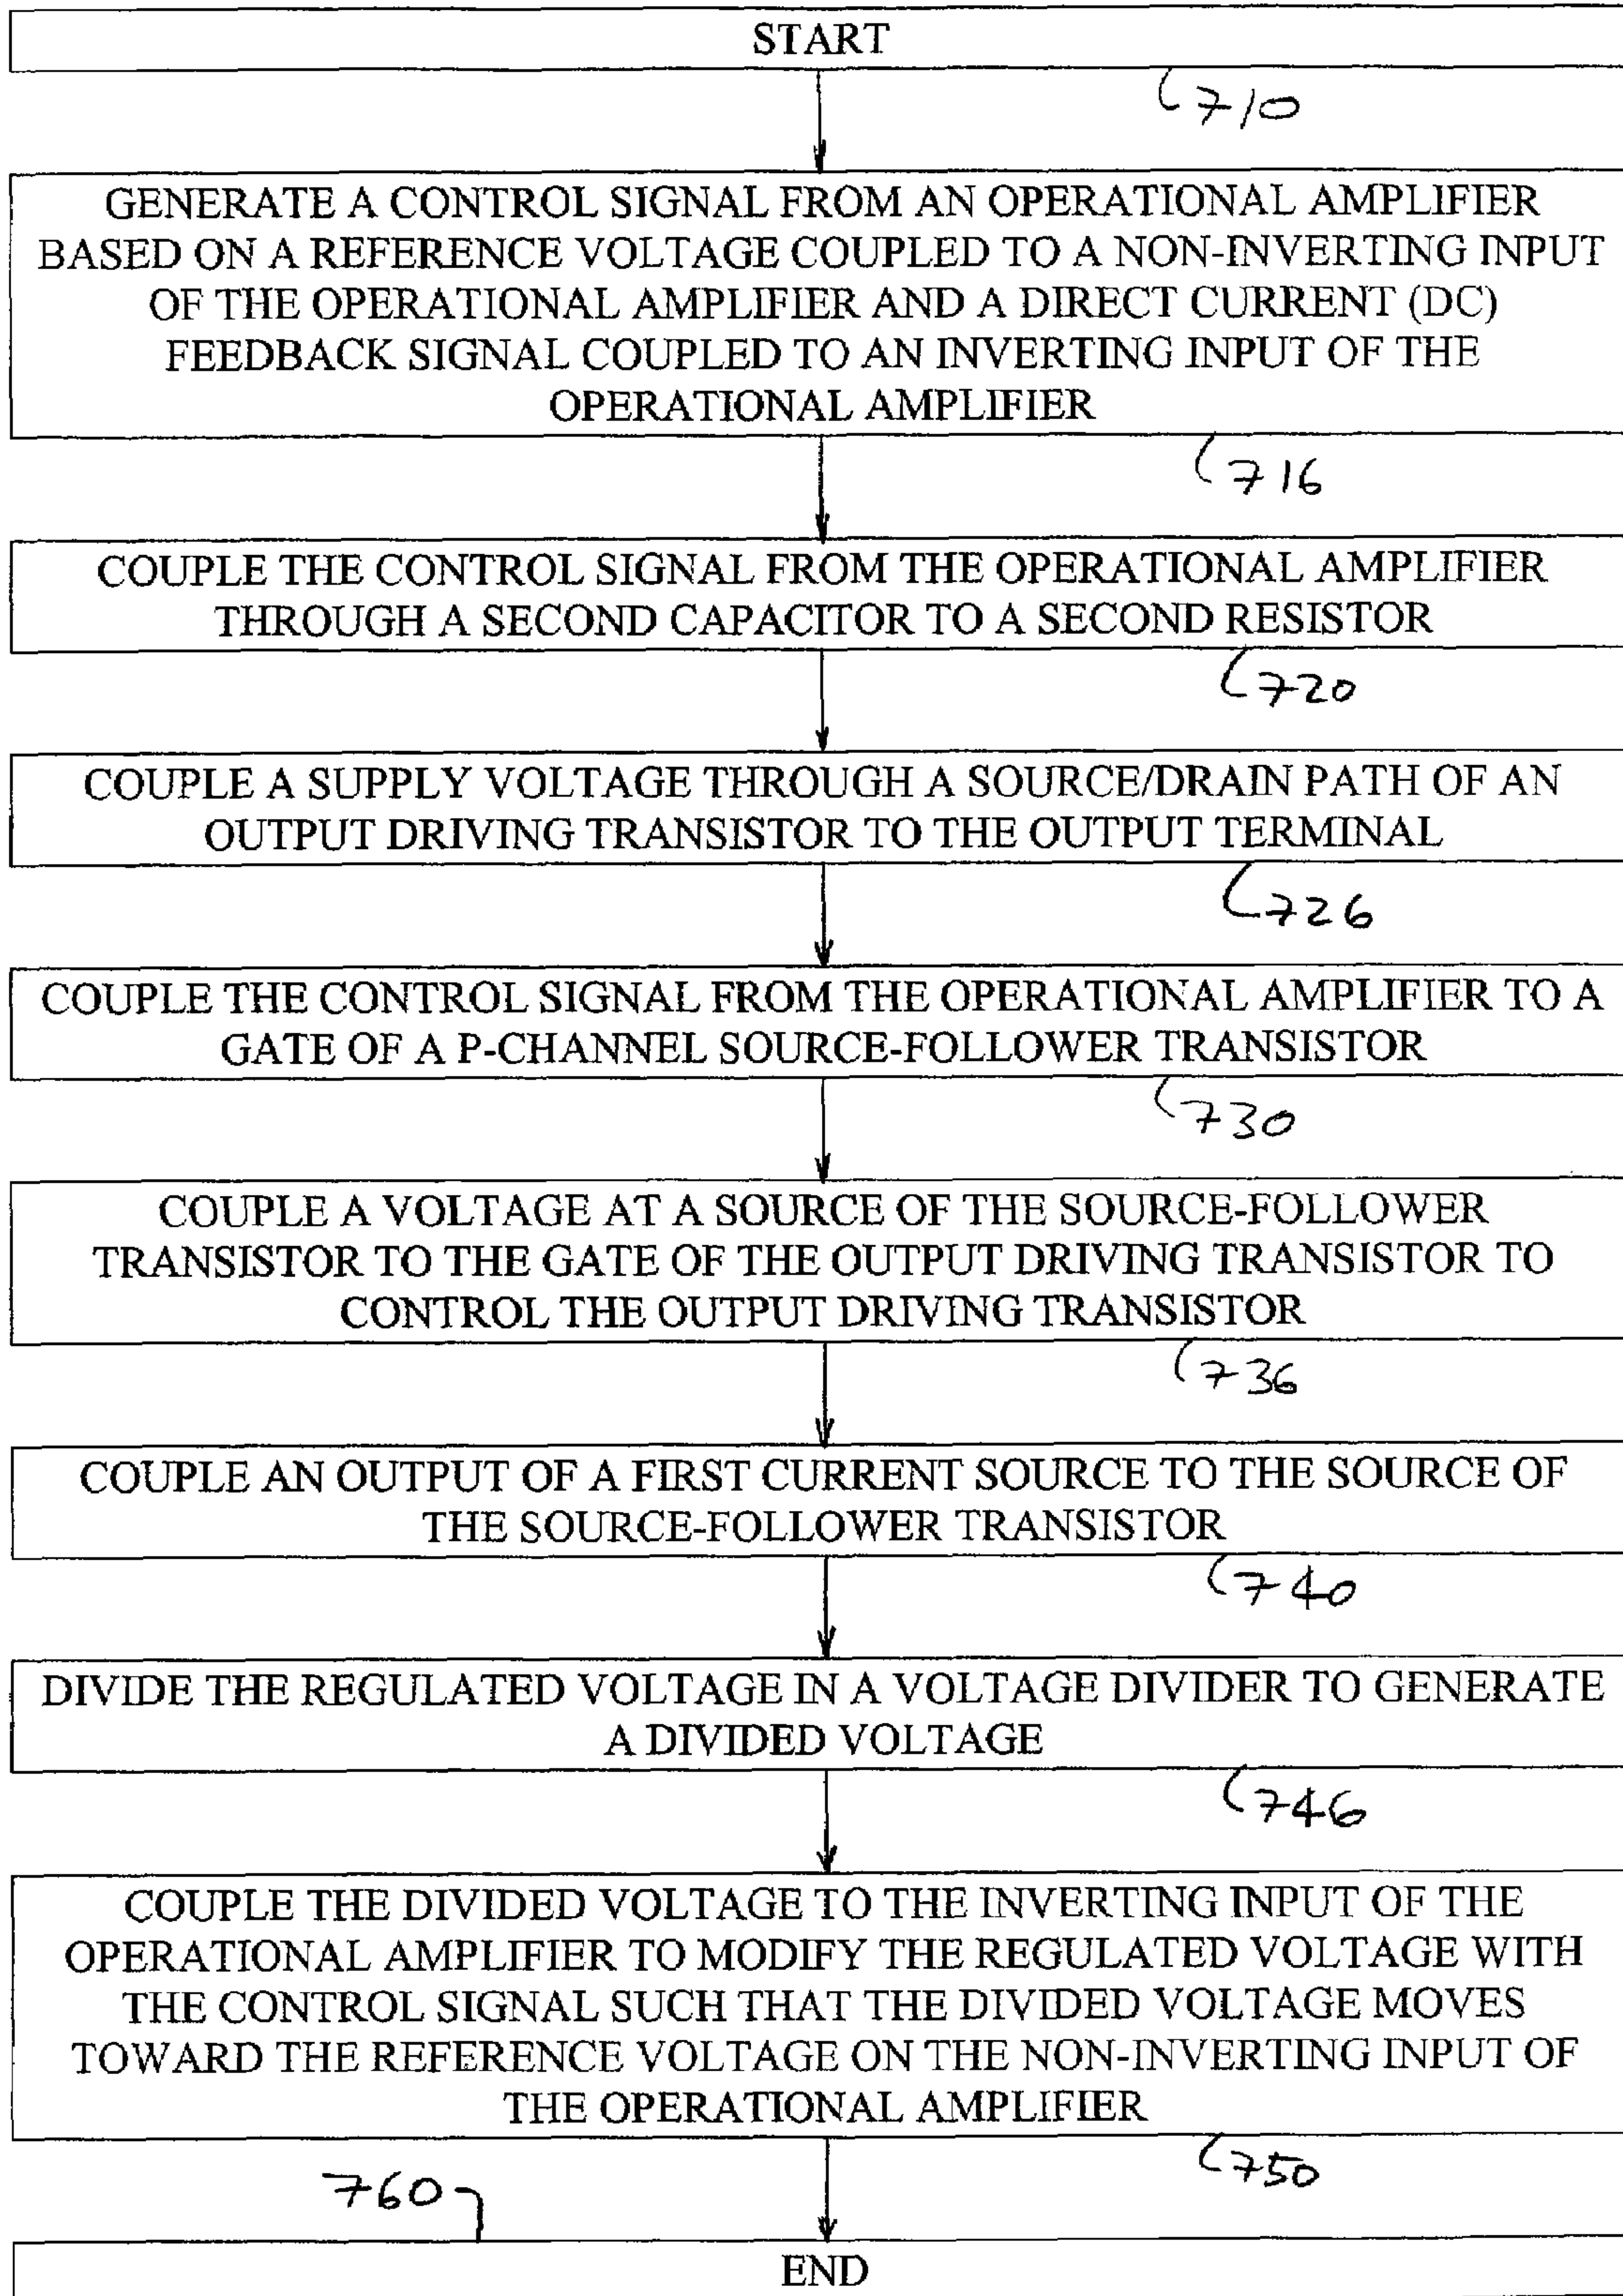 START
710
GENERATE A CONTROL SIGNAL FROM AN OPERATIONAL AMPLIFIER
BASED ON A REFERENCE VOLTAGE COUPLED TO A NON-INVERTING INPUT
OF THE OPERATIONAL AMPLIFIER AND A DIRECT CURRENT (DC)
FEEDBACK SIGNAL COUPLED TO AN INVERTING INPUT OF THE
OPERATIONAL AMPLIFIER
716
COUPLE THE CONTROL SIGNAL FROM THE OPERATIONAL AMPLIFIER
THROUGH A SECOND CAPACITOR TO A SECOND RESISTOR
720
COUPLE A SUPPLY VOLTAGE THROUGH A SOURCE/DRAIN PATH OF AN
OUTPUT DRIVING TRANSISTOR TO THE OUTPUT TERMINAL
726
COUPLE THE CONTROL SIGNAL FROM THE OPERATIONAL AMPLIFIER TO A
GATE OF A P-CHANNEL SOURCE-FOLLOWER TRANSISTOR
730
COUPLE A VOLTAGE AT A SOURCE OF THE SOURCE-FOLLOWER
TRANSISTOR TO THE GATE OF THE OUTPUT DRIVING TRANSISTOR TO
CONTROL THE OUTPUT DRIVING TRANSISTOR
736
COUPLE AN OUTPUT OF A FIRST CURRENT SOURCE TO THE SOURCE OF
THE SOURCE-FOLLOWER TRANSISTOR
740
DIVIDE THE REGULATED VOLTAGE IN A VOLTAGE DIVIDER TO GENERATE
A DIVIDED VOLTAGE
746
COUPLE THE DIVIDED VOLTAGE TO THE INVERTING INPUT OF THE
OPERATIONAL AMPLIFIER TO MODIFY THE REGULATED VOLTAGE WITH
THE CONTROL SIGNAL SUCH THAT THE DIVIDED VOLTAGE MOVES
TOWARD THE REFERENCE VOLTAGE ON THE NON-INVERTING INPUT OF
THE OPERATIONAL AMPLIFIER
750
760
END